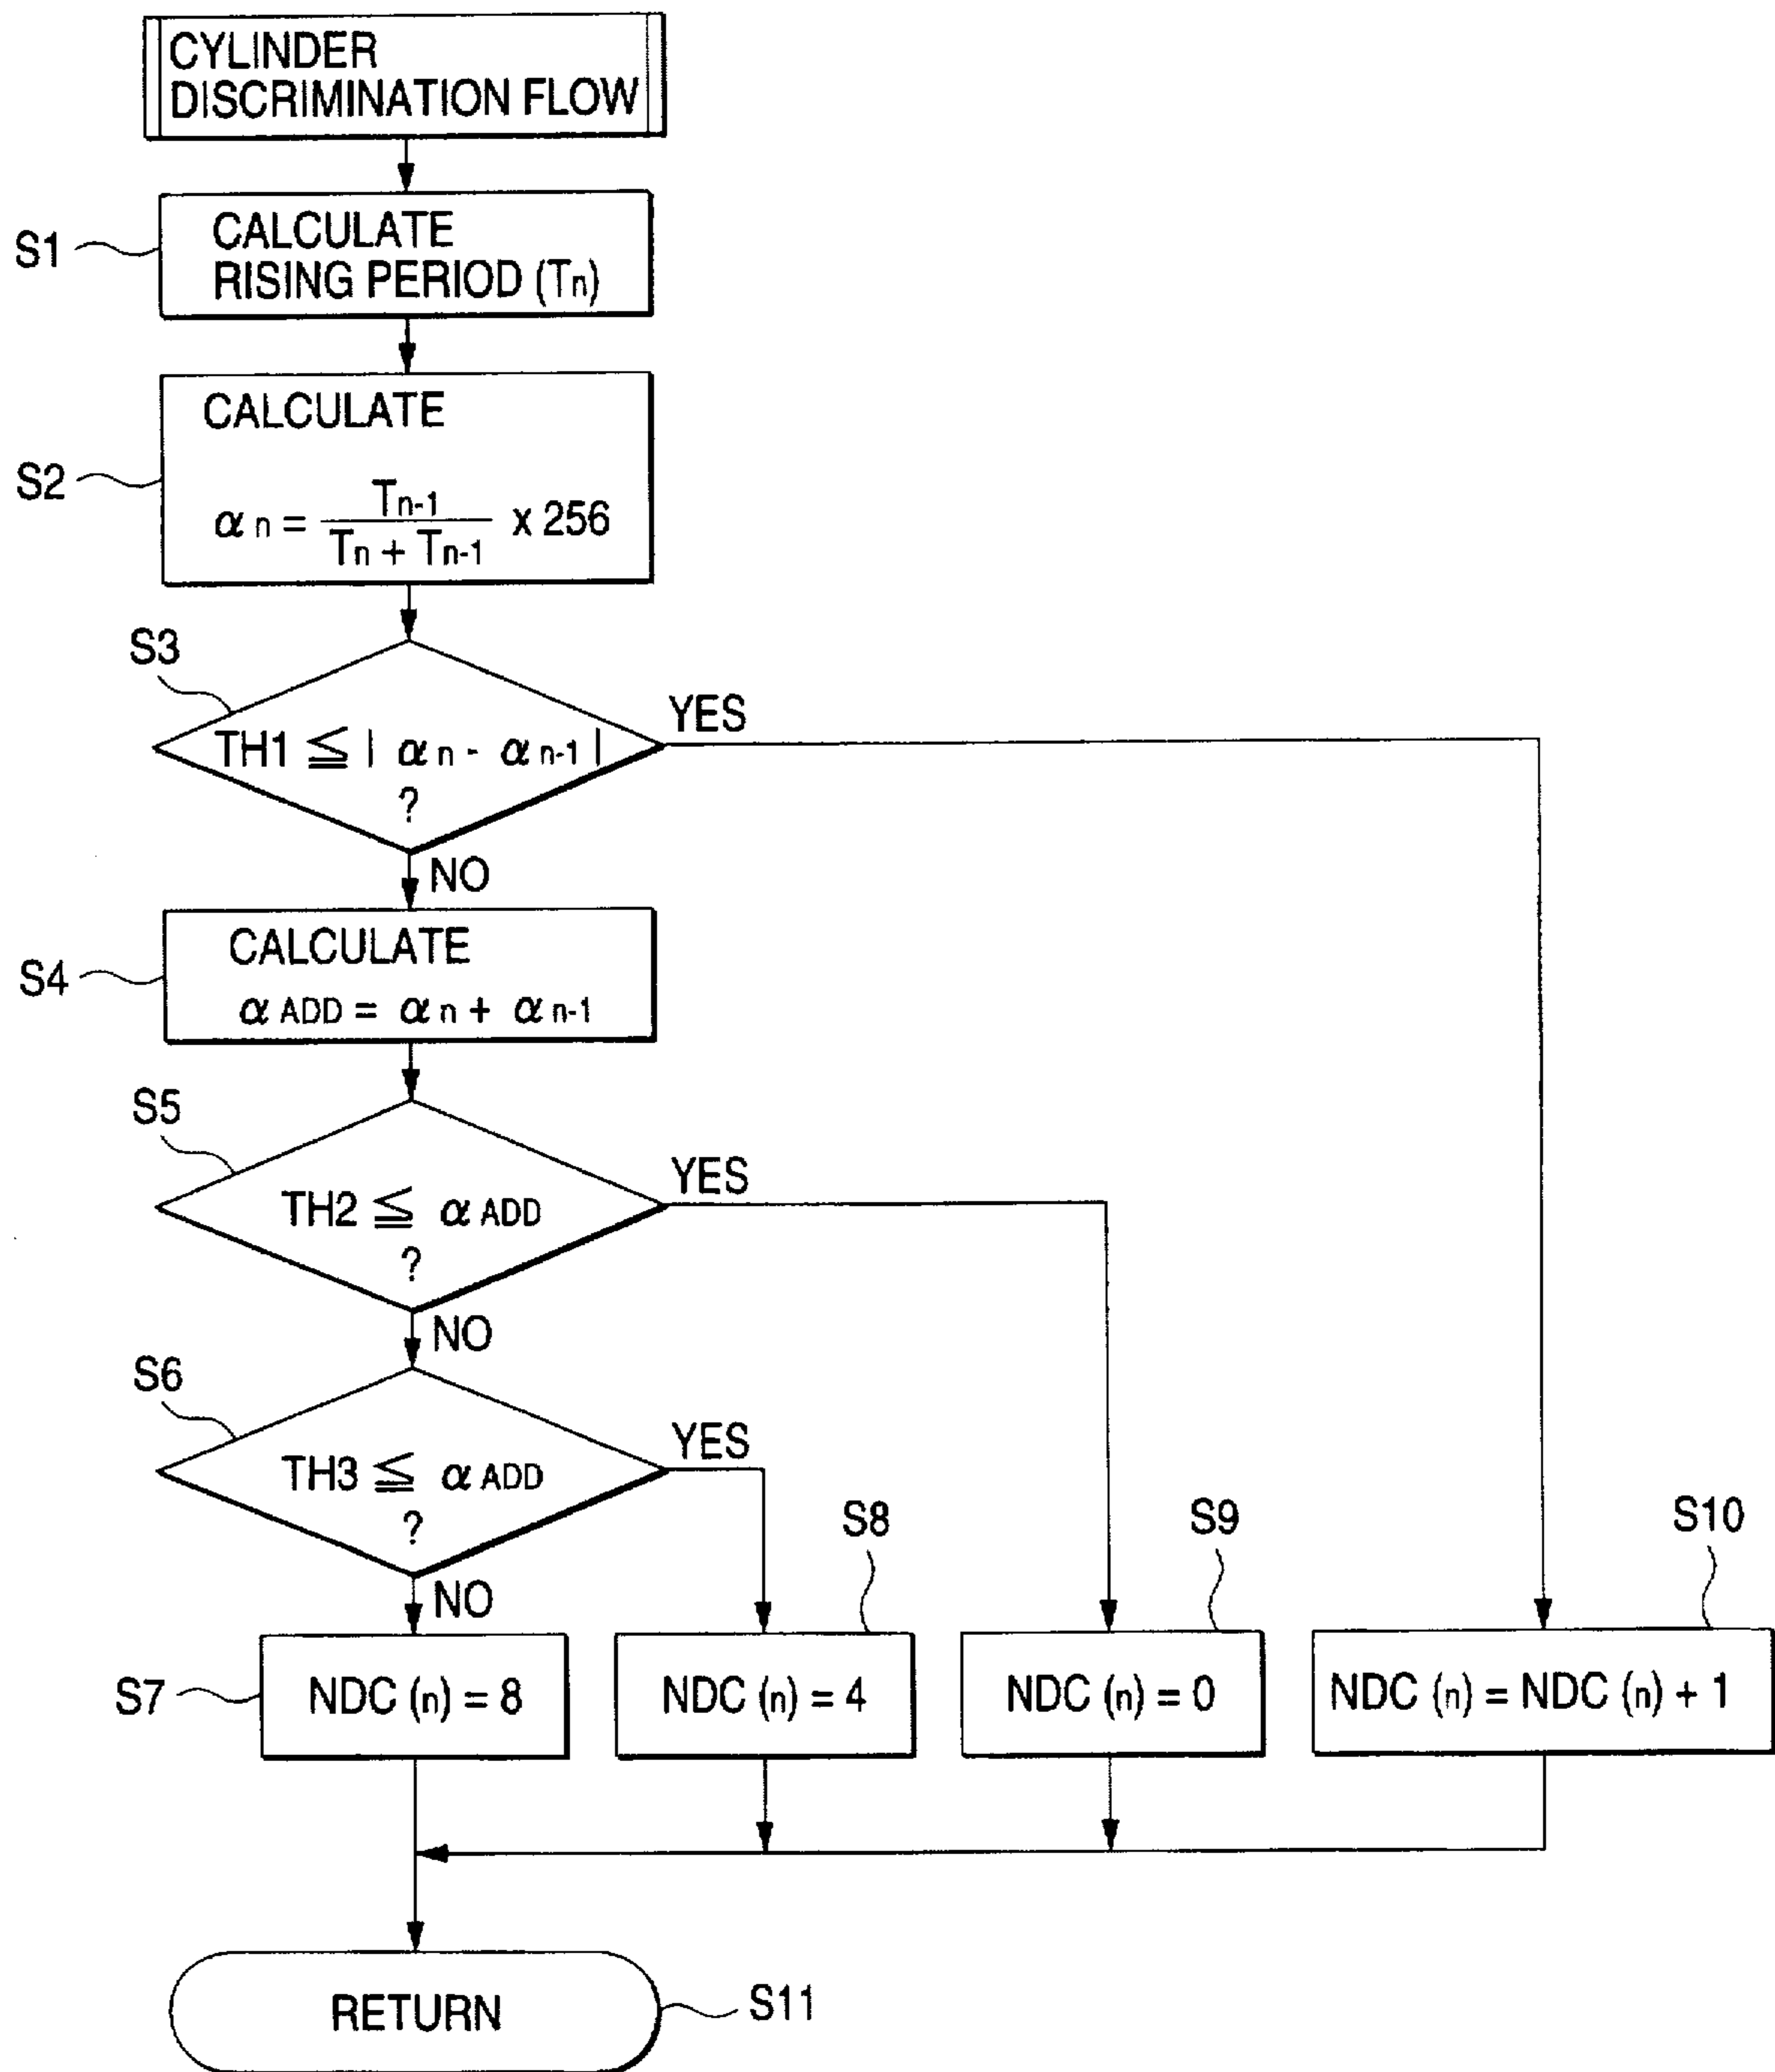 CYLINDER
DISCRIMINATION FLOW
S1
CALCULATE
RISING PERIOD (Tn)
S2
CALCULATE
αn = Tn-1 / Tn + Tn-1 x 256
S3
TH1 ≦ | αn - αn-1 |
?
YES
NO
S4
CALCULATE
αADD = αn + αn-1
S5
TH2 ≦ αADD
?
YES
NO
S6
TH3 ≦ αADD
?
YES
NO
S7
NDC (n) = 8
S8
NDC (n) = 4
S9
NDC (n) = 0
S10
NDC (n) = NDC (n) + 1
RETURN
S11